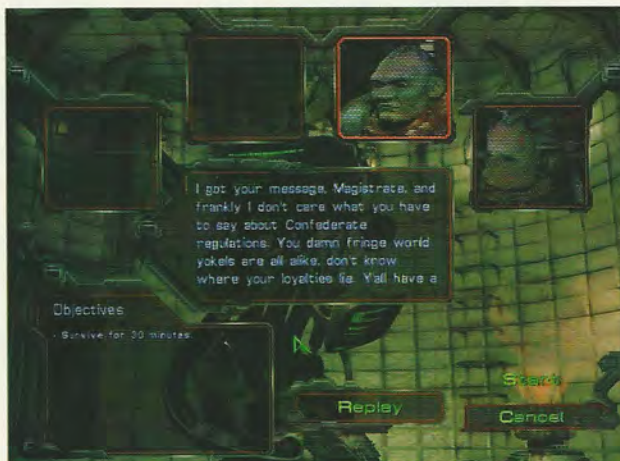 I got your message, Magistrate, and
frankly I don't care what you have
to say about Confederate
regulations. You damn fringe world
yokels are all alike, don't know
where your loyalties lie. Y'all have a
Objectives
- Survive for 30 minutes.
Start
Replay
Cancel